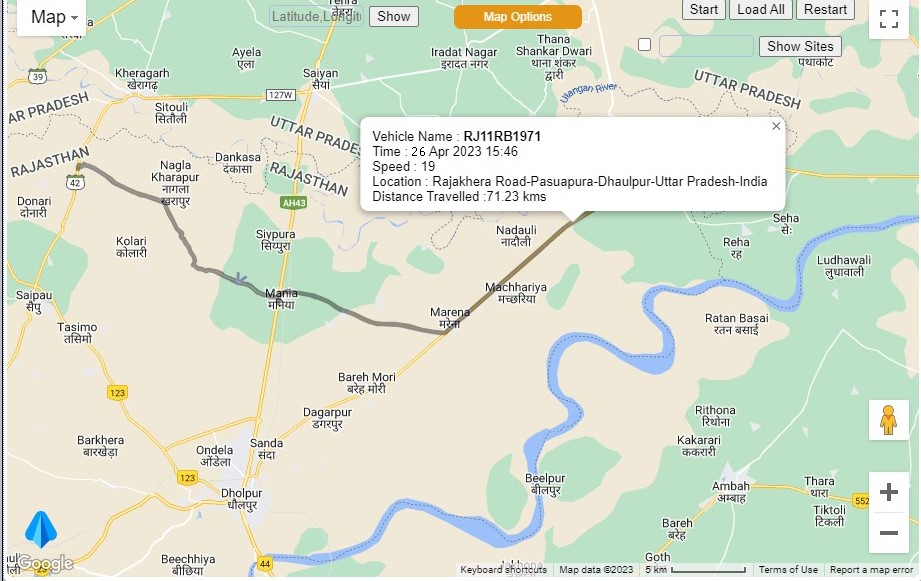 Map
Latitude,Longit
Show
Map Options
Start
Load All
Restart
Show Sites
Ayela
एला
Iradat Nagar
इरादत नगर
Thana
Shankar Dwari
थाना शंकर
द्वारी
पथाकोट
39
Kheragarh
खेरागढ़
Saiyan
सैंया
127W
UTTAR PRADESH
Utangan River
AR PRADESH
Sitouli
सितौली
UTTAR PRADE
RAJASTHAN
Dankasa
दंकासा
RAJASTHAN
Nagla
Kharapur
नागला
खरापुर
42
AH43
Donari
दोनारी
Vehicle Name : RJ11RB1971
Time : 26 Apr 2023 15:46
Speed : 19
Location : Rajakhera Road-Pasuapura-Dhaulpur-Uttar Pradesh-India
Distance Travelled :71.23 kms
Kolari
कोलारी
Sivpura
सिय्पुरा
Nadauli
नादौली
Seha
सेः
Reha
रह
Ludhawali
लुधावाली
Saipau
सैपु
Mania
मनिया
Machhariya
मच्छरिया
Marena
मरेना
Ratan Basai
रतन बसाई
Tasimo
तसिमो
Bareh Mori
बरेह मोरी
123
Dagarpur
डगरपुर
Rithona
रिथोना
Barkhera
बारखेड़ा
Ondela
ओंडेला
Sanda
संदा
Kakarari
ककरारी
123
Dholpur
धौलपुर
Beelpur
बीलपुर
Ambah
अम्बाह
Thara
थारा
552
Tiktoli
टिकली
Bareh
बरेह
Beechhiya
बीछिया
44
Goth
Google
Keyboard shortcuts
Map data ©2023
5 km
Terms of Use
Report a map error